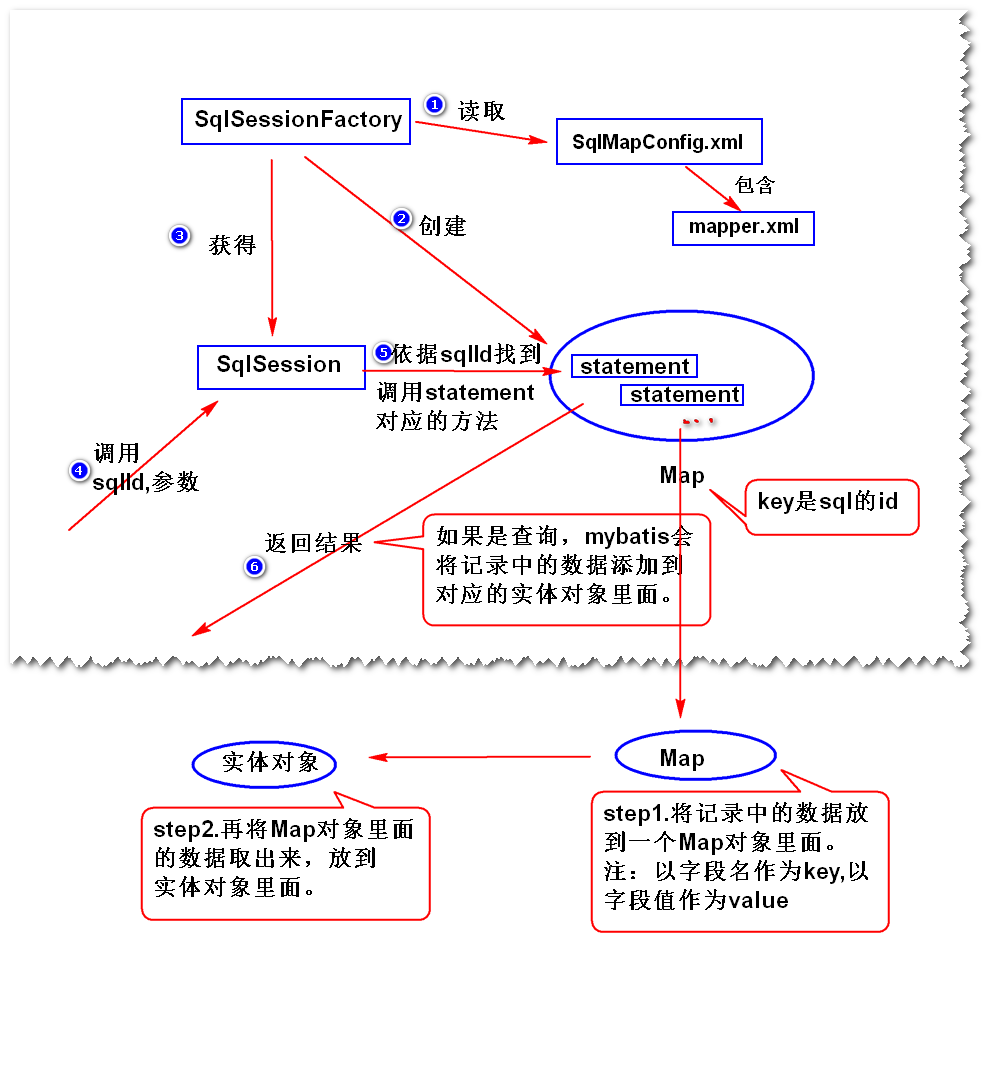 SqlSessionFactory
1 读取
SqlMapConfig.xml
包含
mapper.xml
2 创建
3 获得
SqlSession
5 依据sqlId找到
调用statement
对应的方法
statement
statement
...
4 调用
sqlId,参数
Map
key是sql的id
6 返回结果
如果是查询，mybatis会
将记录中的数据添加到
对应的实体对象里面。
实体对象
Map
step2.再将Map对象里面
的数据取出来，放到
实体对象里面。
step1.将记录中的数据放
到一个Map对象里面。
注：以字段名作为key,以
字段值作为value